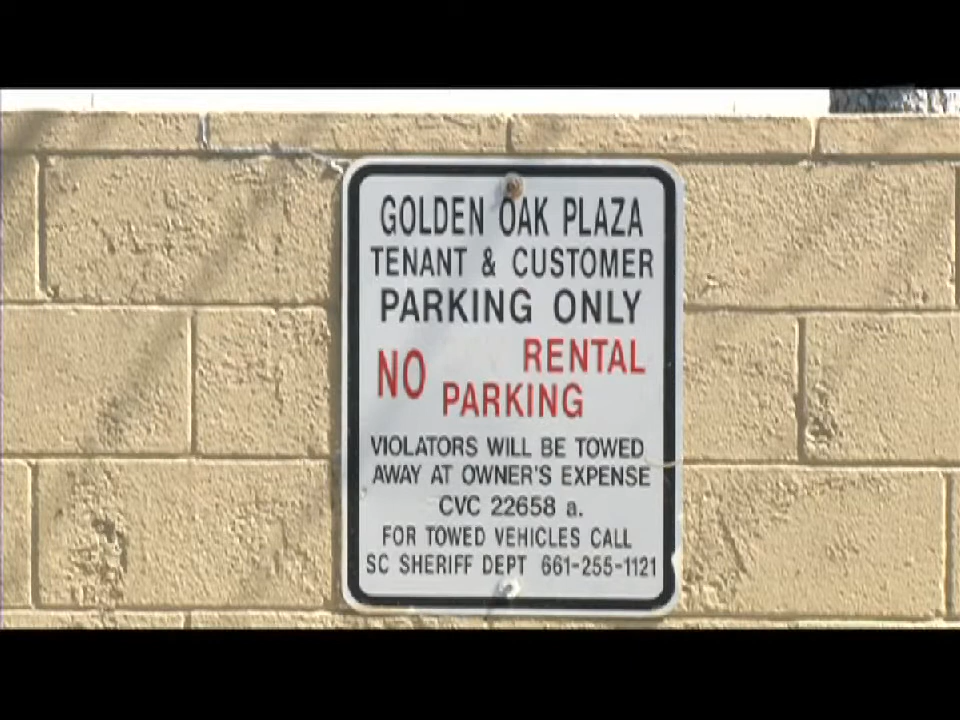 GOLDEN OAK PLAZA
TENANT & CUSTOMER
PARKING ONLY
NO RENTAL
PARKING
VIOLATORS WILL BE TOWED
AWAY AT OWNER'S EXPENSE
CVC 22658 a.
FOR TOWED VEHICLES CALL
SC SHERIFF DEPT 661-255-1121